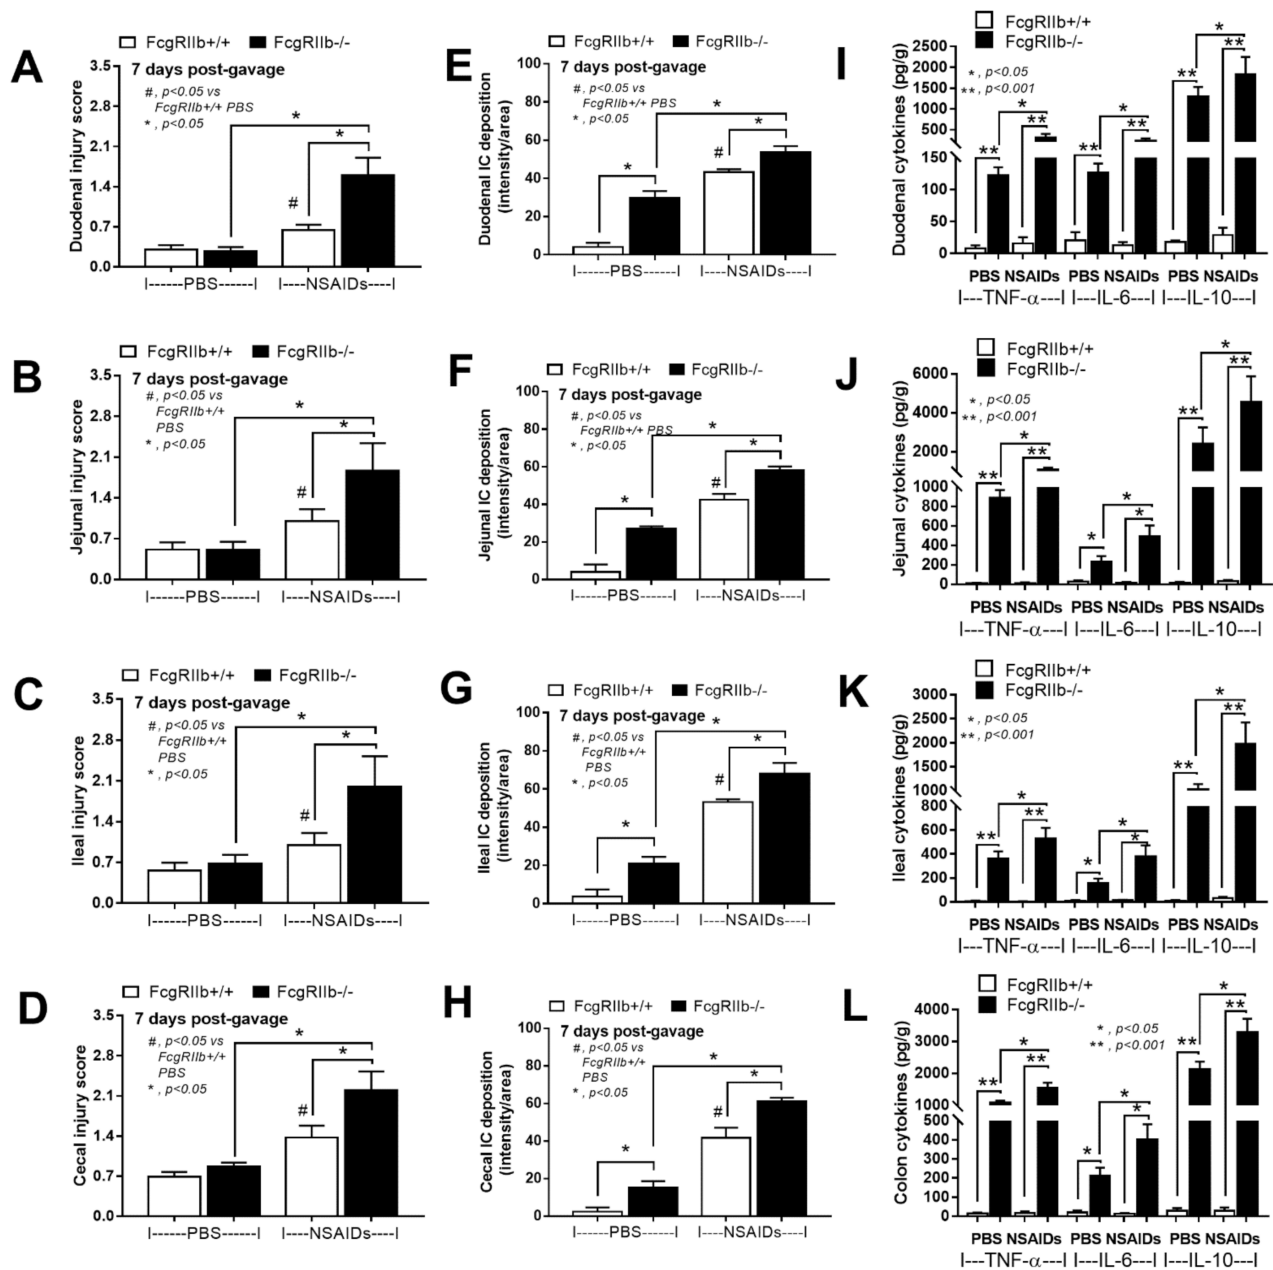 A
FcgRIIb+/+ FcgRIIb-/-
7 days post-gavage
#, p<0.05 vs
FcgRIIb+/+ PBS
*, p<0.05
Duodenal injury score
3.5
2.8
2.1
1.4
0.7
0.0
*
*
#
I------PBS------I I----NSAIDs----I
E
FcgRIIb+/+ FcgRIIb-/-
7 days post-gavage
#, p<0.05 vs
FcgRIIb+/+ PBS
*, p<0.05
Duodenal IC deposition
(intensity/area)
100
80
60
40
20
0
*
*
*
#
I------PBS------I I----NSAIDs----I
I
FcgRIIb+/+
FcgRIIb-/-
*, p<0.05
**, p<0.001
Duodenal cytokines (pg/g)
2500
2000
1500
1000
500
150
100
50
0
** ** *
** ** *
** ** *
PBS NSAIDs PBS NSAIDs PBS NSAIDs
I---TNF-α---I I---IL-6---I I---IL-10---I
B
FcgRIIb+/+ FcgRIIb-/-
7 days post-gavage
#, p<0.05 vs
FcgRIIb+/+
PBS
*, p<0.05
Jejunal injury score
3.5
2.8
2.1
1.4
0.7
0.0
*
*
#
I------PBS------I I----NSAIDs----I
F
FcgRIIb+/+ FcgRIIb-/-
7 days post-gavage
#, p<0.05 vs
FcgRIIb+/+ PBS
*, p<0.05
Jejunal IC deposition
(intensity/area)
100
80
60
40
20
0
*
*
*
#
I------PBS------I I----NSAIDs----I
J
FcgRIIb+/+
FcgRIIb-/-
*, p<0.05
**, p<0.001
Jejunal cytokines (pg/g)
6000
4000
2000
1000
800
600
400
200
0
** ** *
* * *
** ** *
PBS NSAIDs PBS NSAIDs PBS NSAIDs
I---TNF-α---I I---IL-6---I I---IL-10---I
C
FcgRIIb+/+ FcgRIIb-/-
7 days post-gavage
#, p<0.05 vs
FcgRIIb+/+
PBS
*, p<0.05
Ileal injury score
3.5
2.8
2.1
1.4
0.7
0.0
*
*
#
I------PBS------I I----NSAIDs----I
G
FcgRIIb+/+ FcgRIIb-/-
7 days post-gavage
#, p<0.05 vs
FcgRIIb+/+
PBS
*, p<0.05
Ileal IC deposition
(intensity/area)
100
80
60
40
20
0
*
*
*
#
I------PBS------I I----NSAIDs----I
K
FcgRIIb+/+
FcgRIIb-/-
*, p<0.05
**, p<0.001
Ileal cytokines (pg/g)
3000
2500
2000
1500
1000
800
600
400
200
0
** ** *
* * *
** ** *
PBS NSAIDs PBS NSAIDs PBS NSAIDs
I---TNF-α---I I---IL-6---I I---IL-10---I
D
FcgRIIb+/+ FcgRIIb-/-
7 days post-gavage
#, p<0.05 vs
FcgRIIb+/+
PBS
*, p<0.05
Cecal injury score
3.5
2.8
2.1
1.4
0.7
0.0
*
*
#
I------PBS------I I----NSAIDs----I
H
FcgRIIb+/+ FcgRIIb-/-
7 days post-gavage
#, p<0.05 vs
FcgRIIb+/+
PBS
*, p<0.05
Cecal IC deposition
(intensity/area)
100
80
60
40
20
0
*
*
*
#
I------PBS------I I----NSAIDs----I
L
FcgRIIb+/+
FcgRIIb-/-
*, p<0.05
**, p<0.001
Colon cytokines (pg/g)
4000
3000
2000
1000
500
400
300
200
100
0
** ** *
* * *
** ** *
PBS NSAIDs PBS NSAIDs PBS NSAIDs
I---TNF-α---I I---IL-6---I I---IL-10---I